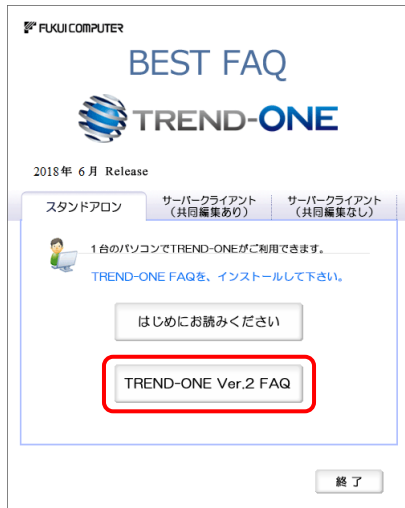 FUKUI COMPUTER
BEST FAQ
TREND-ONE
2018年 6月 Release
スタンドアロン
サーバークライアント
（共同編集あり）
サーバークライアント
（共同編集なし）
1台のパソコンでTREND-ONEがご利用できます。
TREND-ONE FAQを、インストールして下さい。
はじめにお読みください
TREND-ONE Ver.2 FAQ
終 了